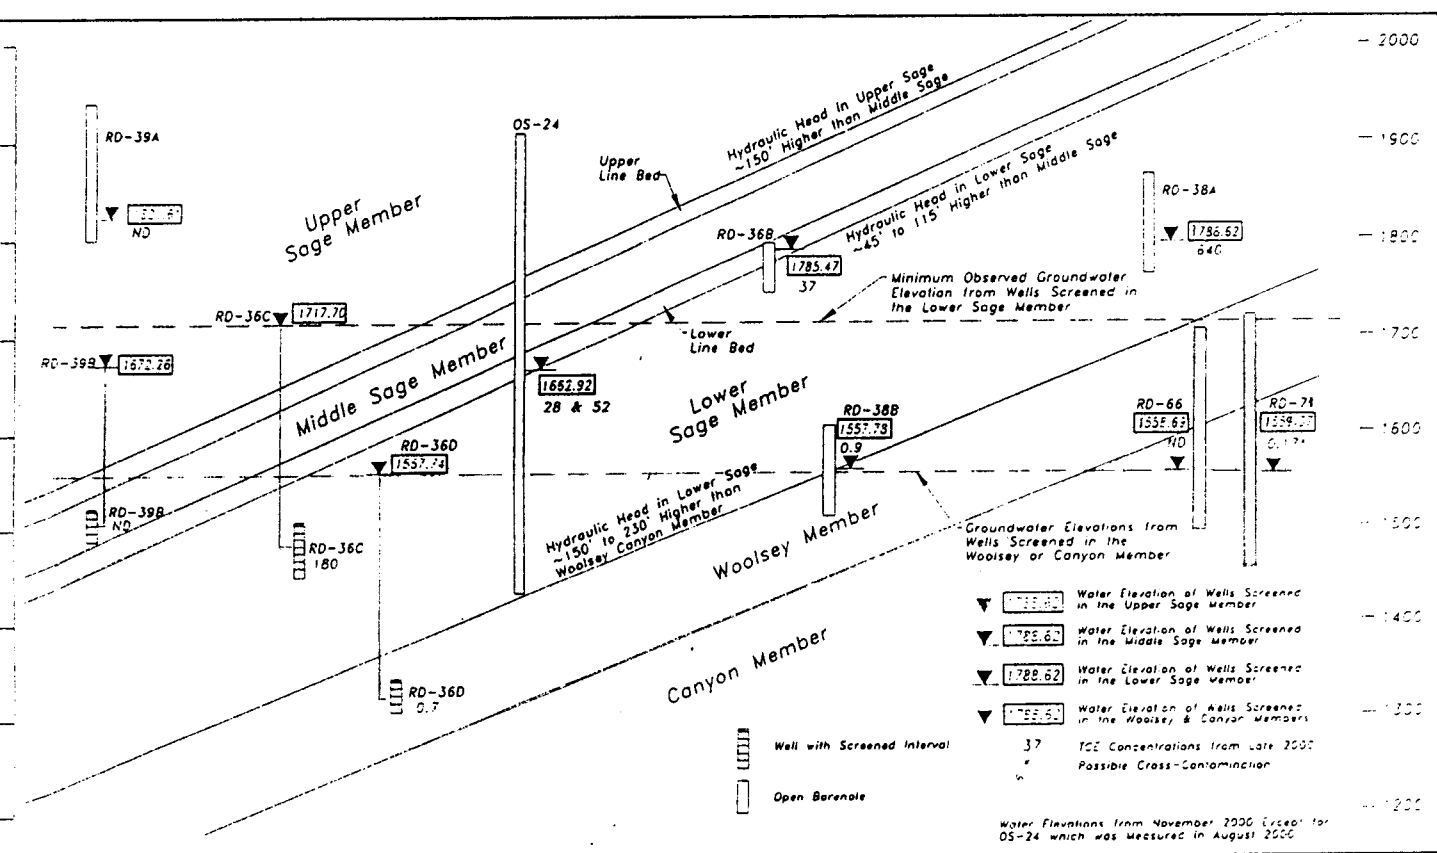 2000
1900
1800
1700
1600
1500
1400
1300
1200
RD-39A
ND
OS-24
Upper
Line Bed
Hydraulic Head in Upper Sage
~150' Higher than Middle Sage
Hydraulic Head in Lower Sage
~45' to 115' Higher than Middle Sage
RD-38A
1786.62
640
Upper
Sage Member
RD-36B
1785.47
37
Minimum Observed Groundwater
Elevation from Wells Screened in
the Lower Sage Member
RD-36C
1717.70
Lower
Line Bed
RD-39B
1672.26
Middle Sage Member
1652.92
28 & 52
Lower
Sage Member
RD-38B
1557.78
0.9
RD-66
1558.69
ND
RD-71
RD-36D
1557.74
RD-39B
ND
RD-36C
180
Hydraulic Head in Lower Sage
~150' to 230' Higher than
Woolsey Canyon Member
Woolsey Member
Groundwater Elevations from
Wells Screened in the
Woolsey or Canyon Member
Canyon Member
RD-36D
0.7
Water Elevation of Wells Screened
in the Upper Sage Member
1788.62
Water Elevation of Wells Screened
in the Middle Sage Member
1788.62
Water Elevation of Wells Screened
in the Lower Sage Member
Water Elevation of Wells Screened
in the Woolsey & Canyon Members
Well with Screened Interval
37
TCE Concentrations from Late 2000
Possible Cross-Contamination
Open Borehole
Water Elevations from November 2000 Except for
OS-24 which was Measured in August 2000